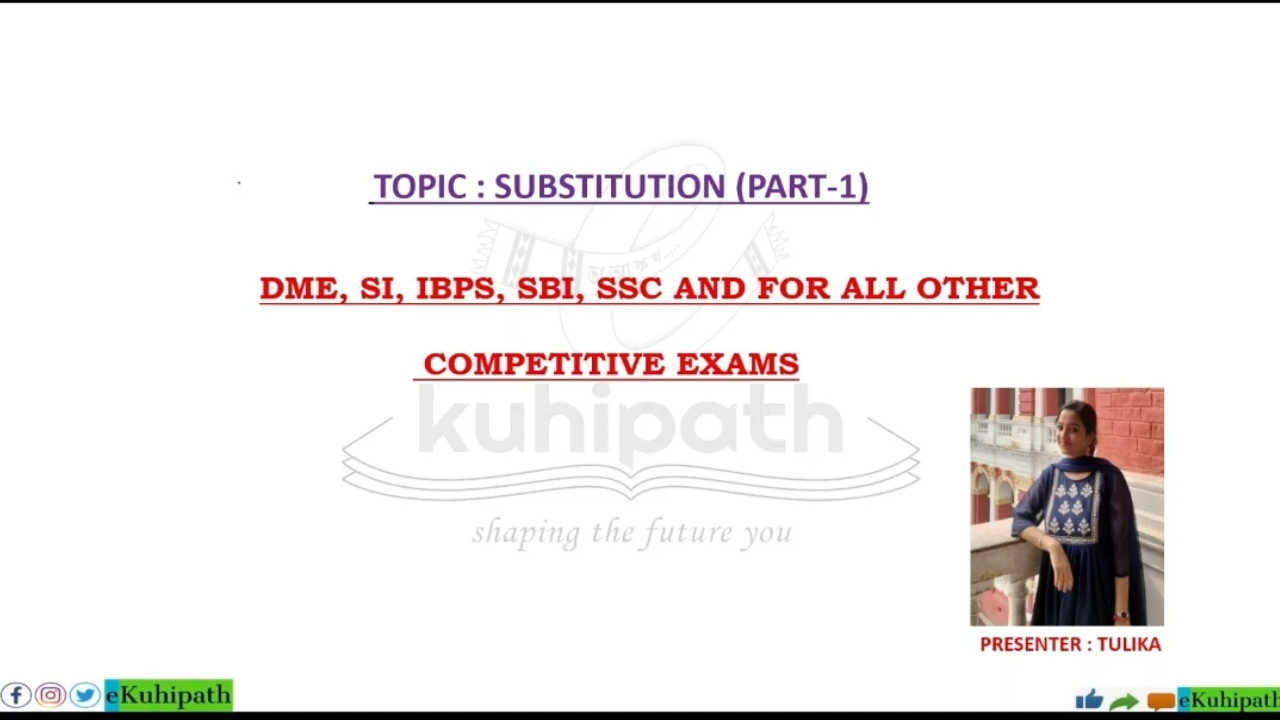 TOPIC : SUBSTITUTION (PART-1)
DME, SI, IBPS, SBI, SSC AND FOR ALL OTHER
COMPETITIVE EXAMS
kuhipath
shaping the future you
PRESENTER : TULIKA
eKuhipath
eKuhipath